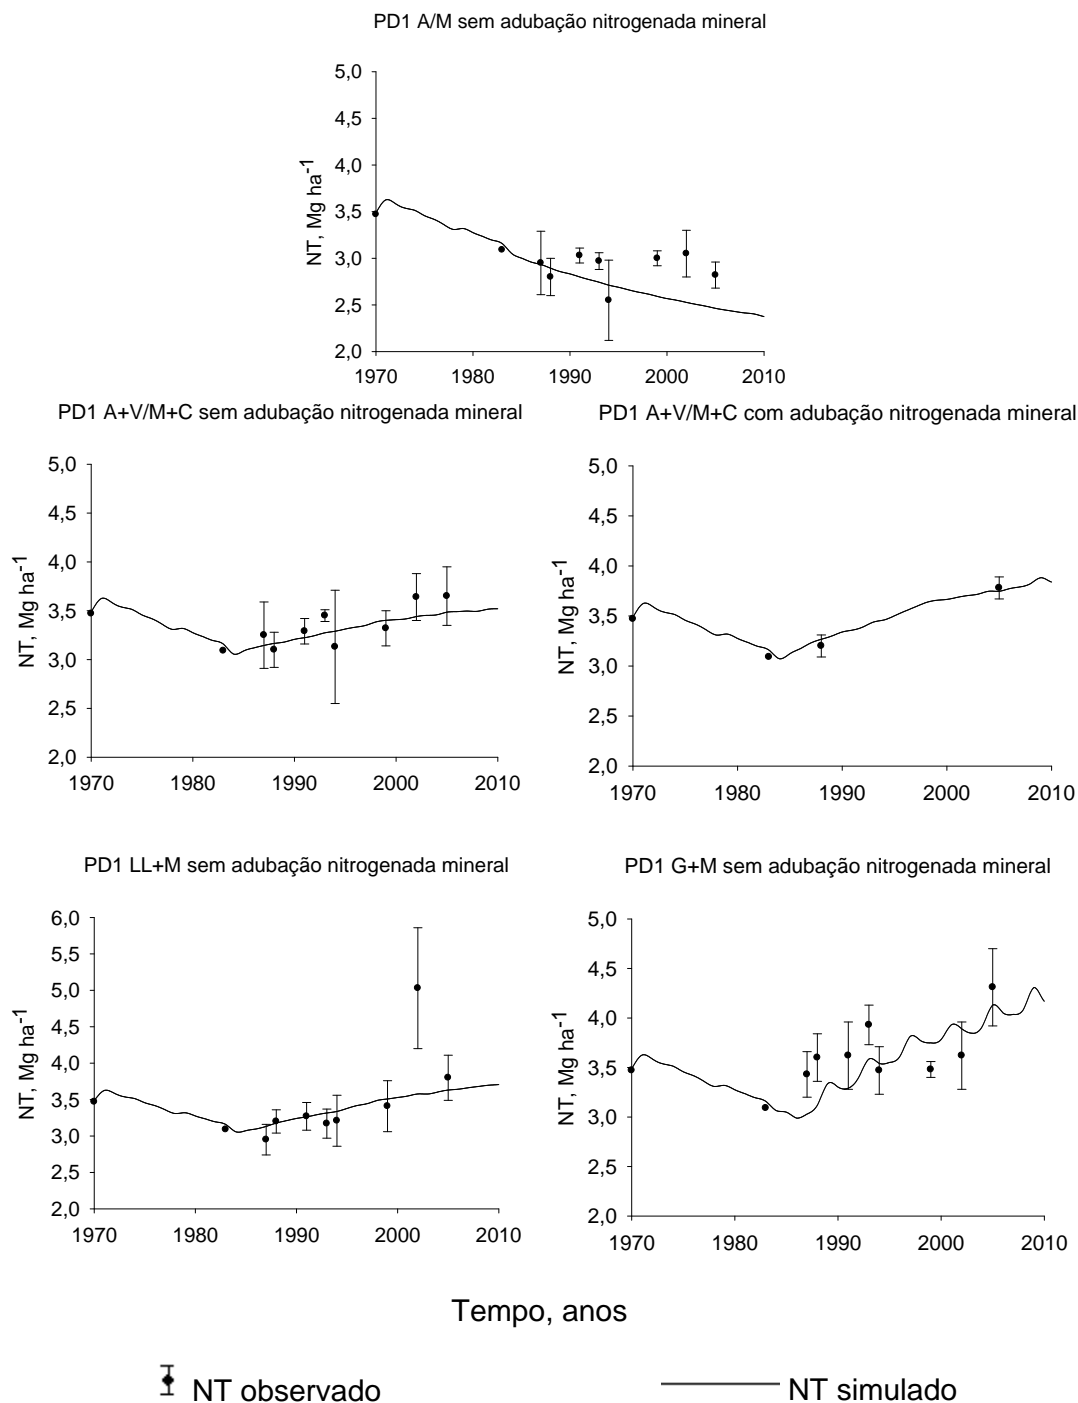 PD1 A/M sem adubação nitrogenada mineral
5,0
4,5
4,0
3,5
3,0
2,5
2,0
NT, Mg ha-1
1970 1980 1990 2000 2010
PD1 A+V/M+C sem adubação nitrogenada mineral
5,0
4,5
4,0
3,5
3,0
2,5
2,0
NT, Mg ha-1
1970 1980 1990 2000 2010
PD1 A+V/M+C com adubação nitrogenada mineral
5,0
4,5
4,0
3,5
3,0
2,5
2,0
NT, Mg ha-1
1970 1980 1990 2000 2010
PD1 LL+M sem adubação nitrogenada mineral
6,0
5,5
5,0
4,5
4,0
3,5
3,0
2,5
2,0
NT, Mg ha-1
1970 1980 1990 2000 2010
PD1 G+M sem adubação nitrogenada mineral
5,0
4,5
4,0
3,5
3,0
2,5
2,0
NT, Mg ha-1
1970 1980 1990 2000 2010
Tempo, anos
NT observado
NT simulado